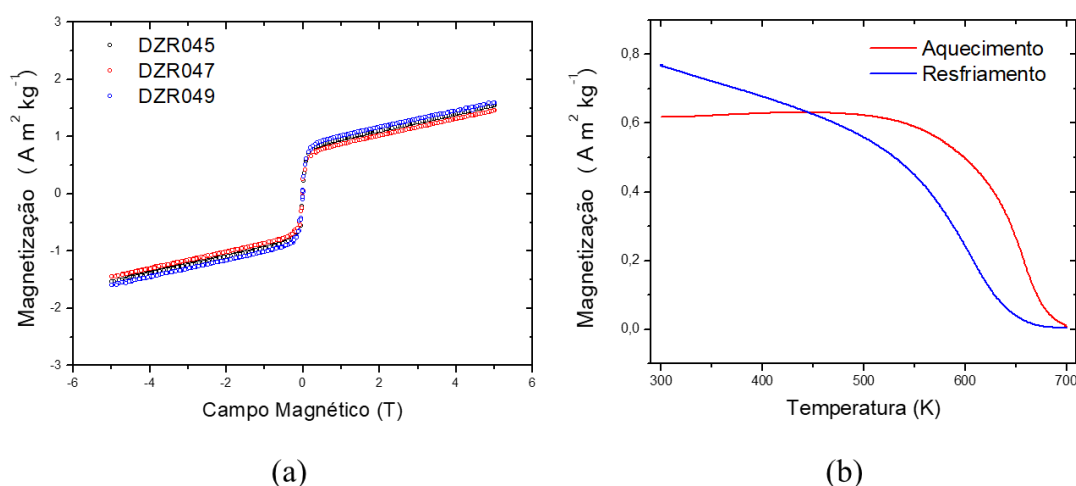 DZR045
DZR047
DZR049
Magnetização ( A m² kg⁻¹)
3
2
1
0
-1
-2
-3
-6
-4
-2
0
2
4
6
Campo Magnético (T)
(a)
Aquecimento
Resfriamento
Magnetização ( A m² kg⁻¹)
0,8
0,6
0,4
0,2
0,0
300
400
500
600
700
Temperatura (K)
(b)